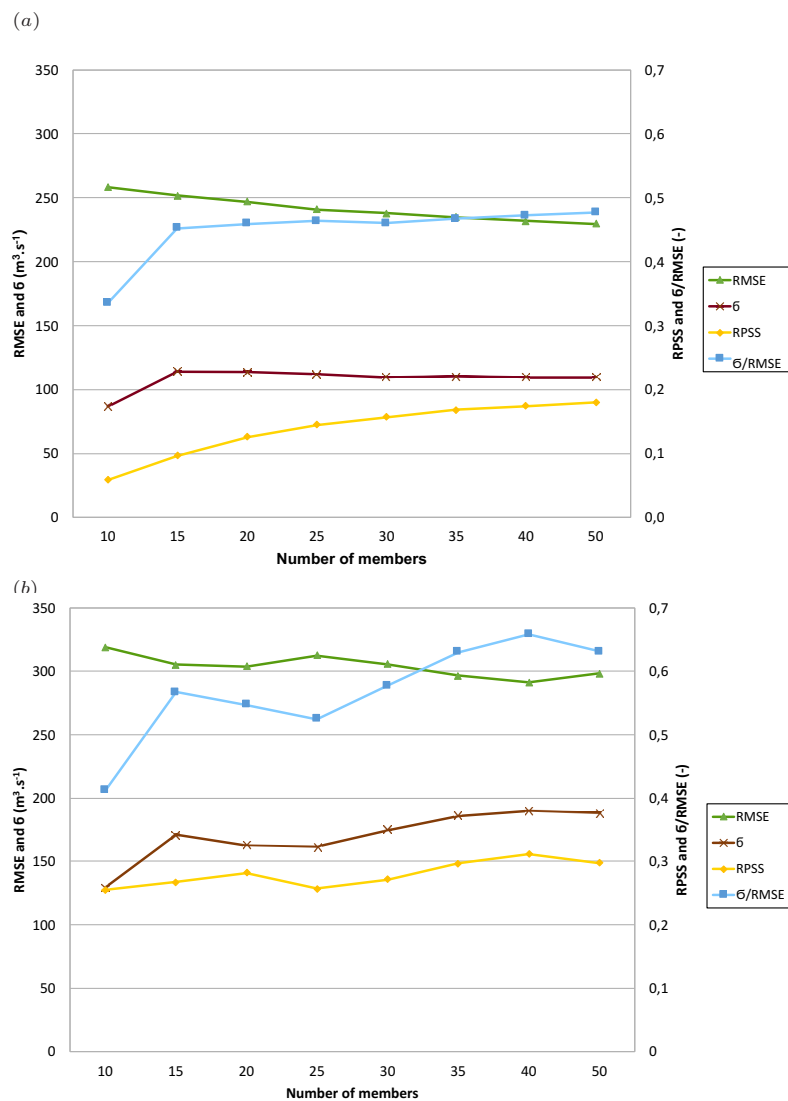 (a)
350
300
250
200
150
100
50
0
0,7
0,6
0,5
0,4
0,3
0,2
0,1
0,0
RMSE and б (m³.s⁻¹)
RPSS and б/RMSE (-)
10 15 20 25 30 35 40 50
Number of members
RMSE
б
RPSS
б/RMSE
(b)
350
300
250
200
150
100
50
0
0,7
0,6
0,5
0,4
0,3
0,2
0,1
0
RMSE and б (m³.s⁻¹)
RPSS and б/RMSE (-)
10 15 20 25 30 35 40 50
Number of members
RMSE
б
RPSS
б/RMSE